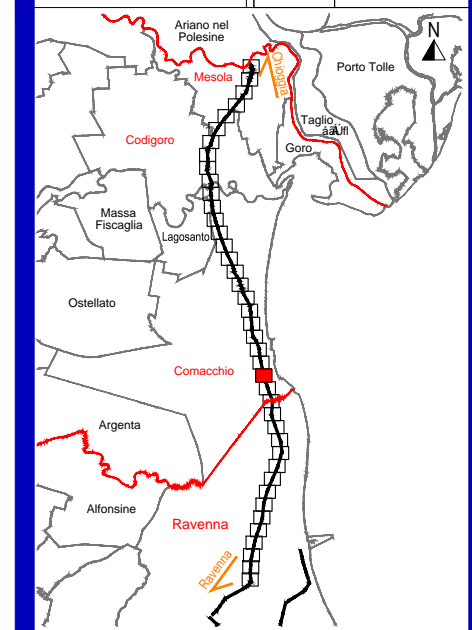 Ariano nel
Polesine
N
Mesola
Chioggia
Porto Tolle
Taglio
Codigoro
Goro
Massa
Fiscaglia
Lagosanto
Ostellato
Comacchio
Argenta
Alfonsine
Ravenna
Ravenna